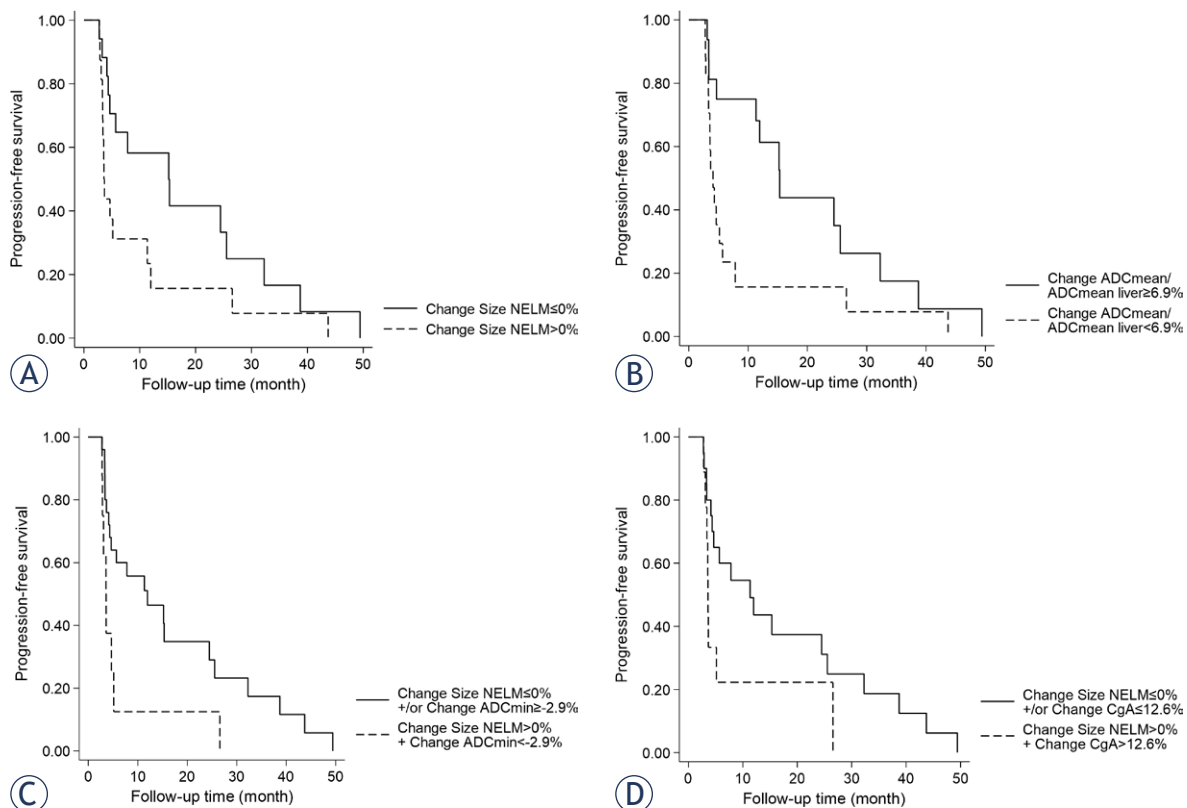 1.00
0.80
0.60
0.40
0.20
0.00
Progression-free survival
0 10 20 30 40 50
Follow-up time (month)
Change Size NELM≤0%
Change Size NELM>0%
A
1.00
0.80
0.60
0.40
0.20
0.00
Progression-free survival
0 10 20 30 40 50
Follow-up time (month)
Change ADCmean/
ADCmean liver≥6.9%
Change ADCmean/
ADCmean liver<6.9%
B
1.00
0.80
0.60
0.40
0.20
0.00
Progression-free survival
0 10 20 30 40 50
Follow-up time (month)
Change Size NELM≤0%
+/or Change ADCmin≥-2.9%
Change Size NELM>0%
+ Change ADCmin<-2.9%
C
1.00
0.80
0.60
0.40
0.20
0.00
Progression-free survival
0 10 20 30 40 50
Follow-up time (month)
Change Size NELM≤0%
+/or Change CgA≤12.6%
Change Size NELM>0%
+ Change CgA>12.6%
D